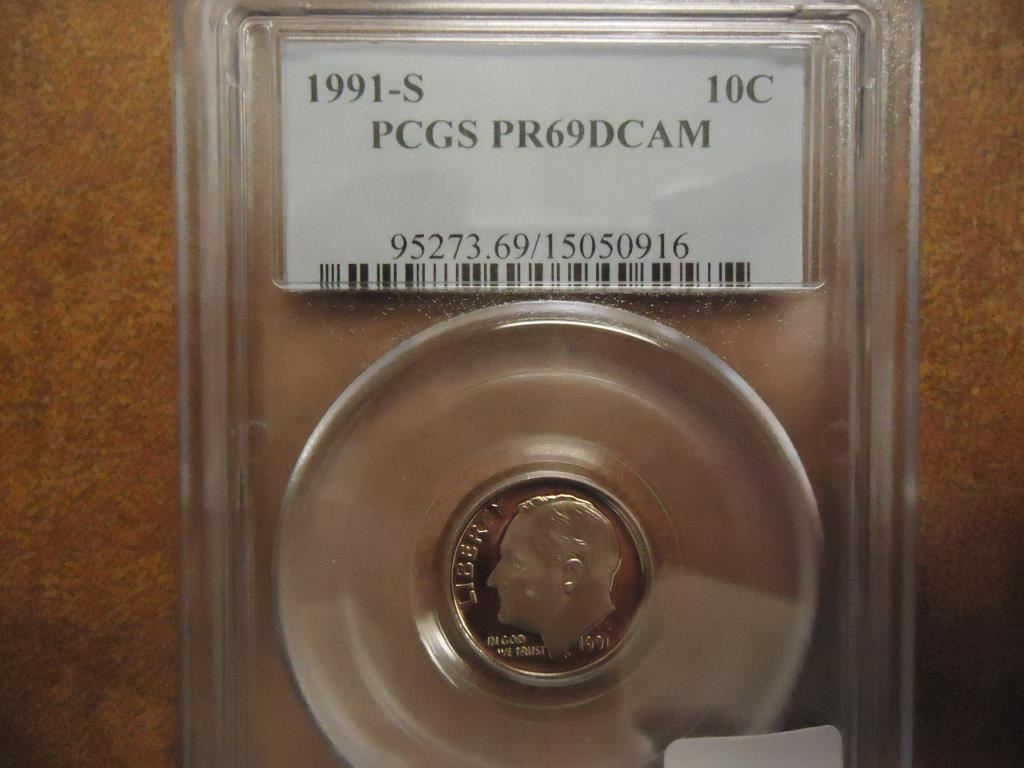 1991-S 10C
PCGS PR69DCAM
95273.69/15050916
LIBERTY
IN GOD
WE TRUST
1991